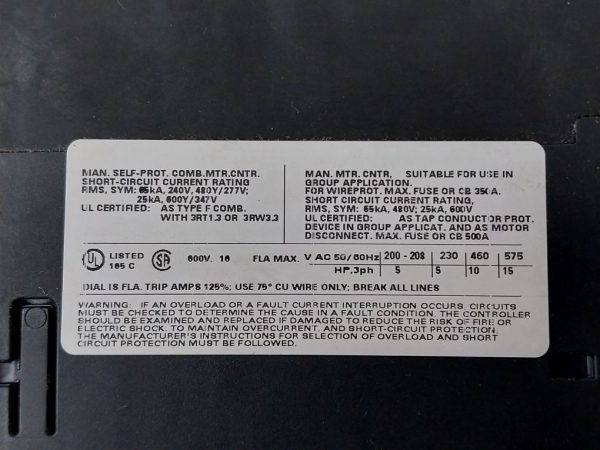 MAN. SELF-PROT. COMB.MTR.CNTR.
SHORT-CIRCUIT CURRENT RATING
RMS, SYM: 65kA, 240V, 480Y/277V;
25kA, 600Y/347V
UL CERTIFIED: AS TYPE F COMB.
WITH 3RT1.3 OR 3RW3.3
MAN. MTR. CNTR, SUITABLE FOR USE IN
GROUP APPLICATION.
FOR WIREPROT. MAX. FUSE OR CB 350A.
SHORT CIRCUIT CURRENT RATING
RMS, SYM: 65kA, 480V; 25kA, 600V
UL CERTIFIED: AS TAP CONDUCTOR PROT.
DEVICE IN GROUP APPLICAT. AND AS MOTOR
DISCONNECT. MAX. FUSE OR CB 500A
UL LISTED SA 600V, 16 FLA MAX. V AC 50/60Hz 200 - 208 230 460 575
165 C HP.3ph 5 5 10 15
DIAL IS FLA. TRIP AMPS 125%; USE 75° CU WIRE ONLY; BREAK ALL LINES
WARNING: IF AN OVERLOAD OR A FAULT CURRENT INTERRUPTION OCCURS, CIRCUITS
MUST BE CHECKED TO DETERMINE THE CAUSE IN A FAULT CONDITION. THE CONTROLLER
SHOULD BE EXAMINED AND REPLACED IF DAMAGED TO REDUCE THE RISK OF FIRE OR
ELECTRIC SHOCK. TO MAINTAIN OVERCURRENT, AND SHORT-CIRCUIT PROTECTION,
THE MANUFACTURER'S INSTRUCTIONS FOR SELECTION OF OVERLOAD AND SHORT
CIRCUIT PROTECTION MUST BE FOLLOWED.